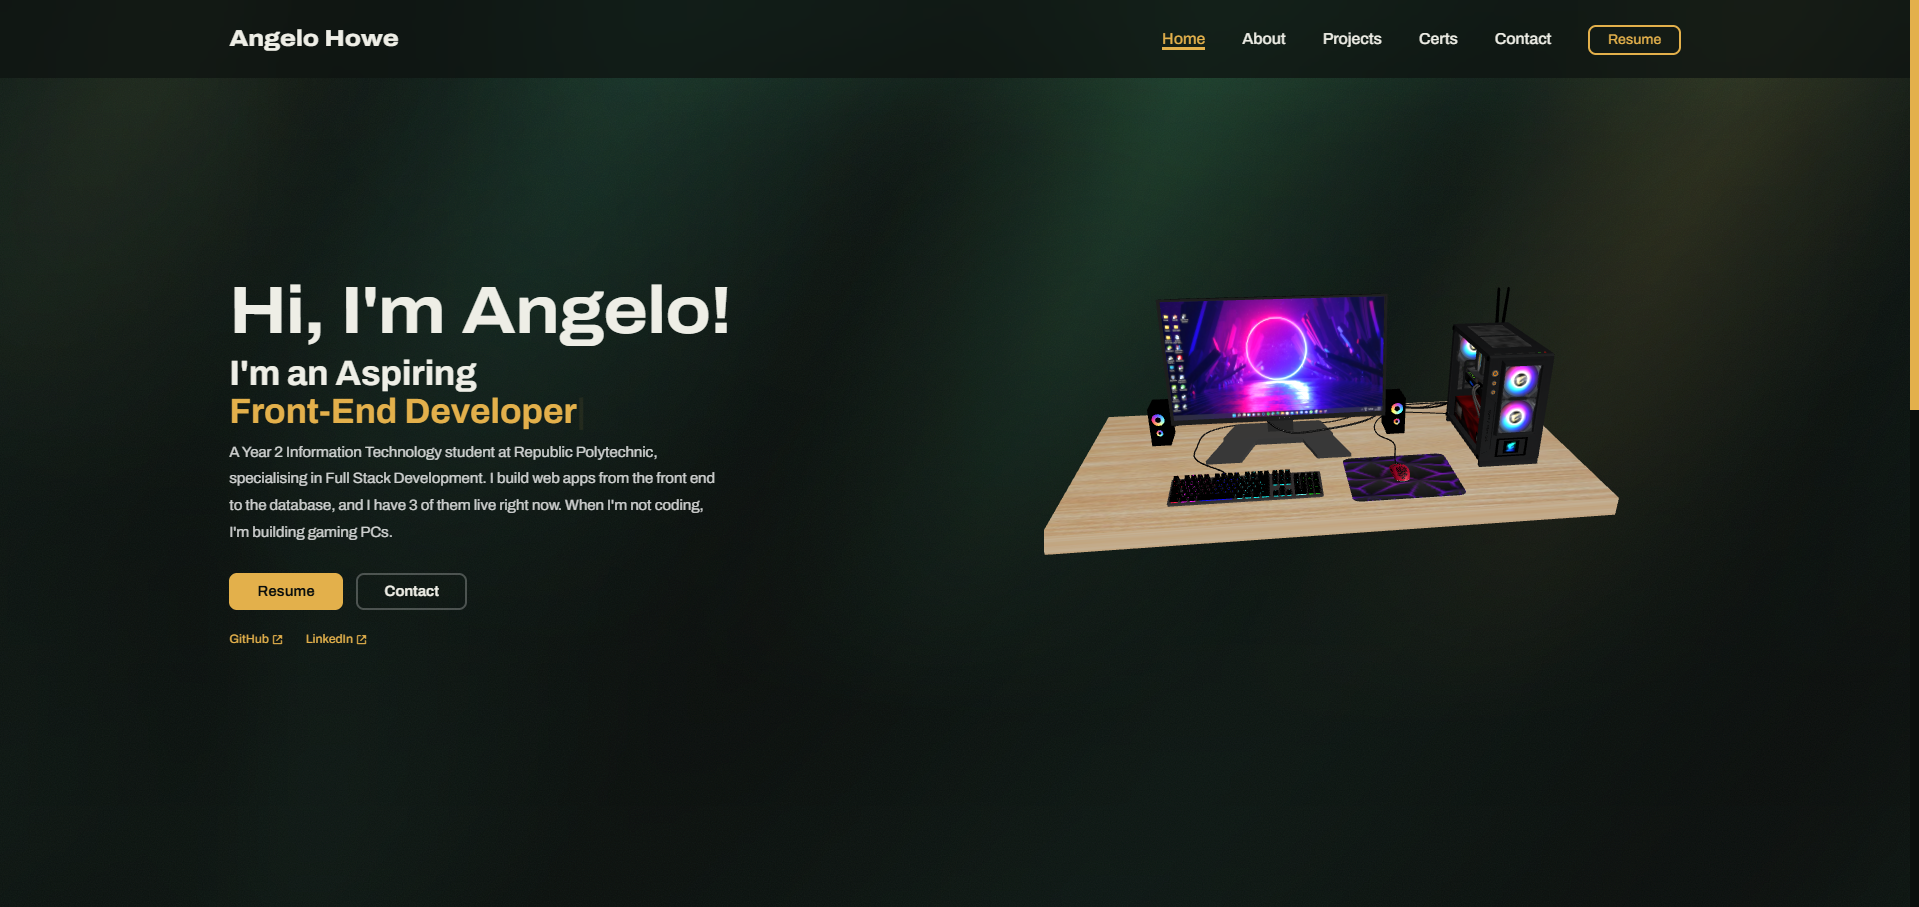 Angelo Howe
Home About Projects Certs Contact Resume
Hi, I'm Angelo!
I'm an Aspiring
Front-End Developer
A Year 2 Information Technology student at Republic Polytechnic,
specialising in Full Stack Development. I build web apps from the front end
to the database, and I have 3 of them live right now. When I'm not coding,
I'm building gaming PCs.
Resume Contact
GitHub LinkedIn